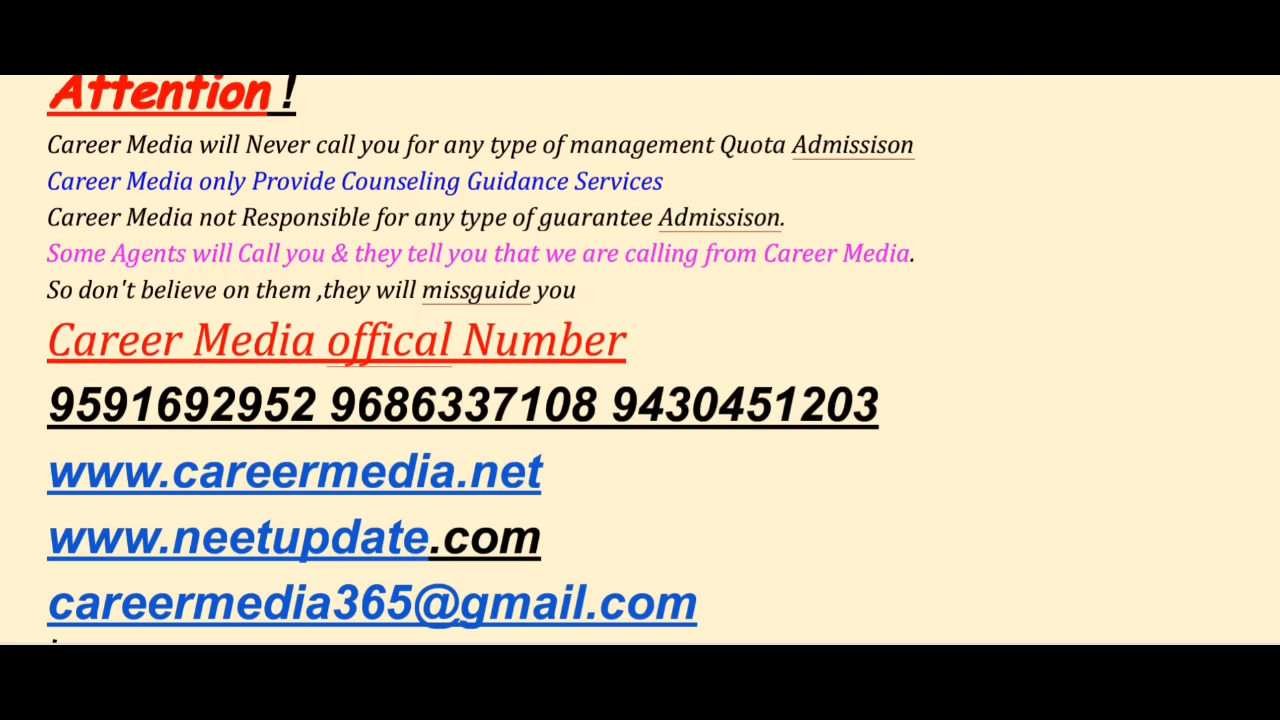 Attention !
Career Media will Never call you for any type of management Quota Admissison
Career Media only Provide Counseling Guidance Services
Career Media not Responsible for any type of guarantee Admissison.
Some Agents will Call you & they tell you that we are calling from Career Media.
So don't believe on them ,they will missguide you
Career Media offical Number
9591692952 9686337108 9430451203
www.careermedia.net
www.neetupdate.com
careermedia365@gmail.com